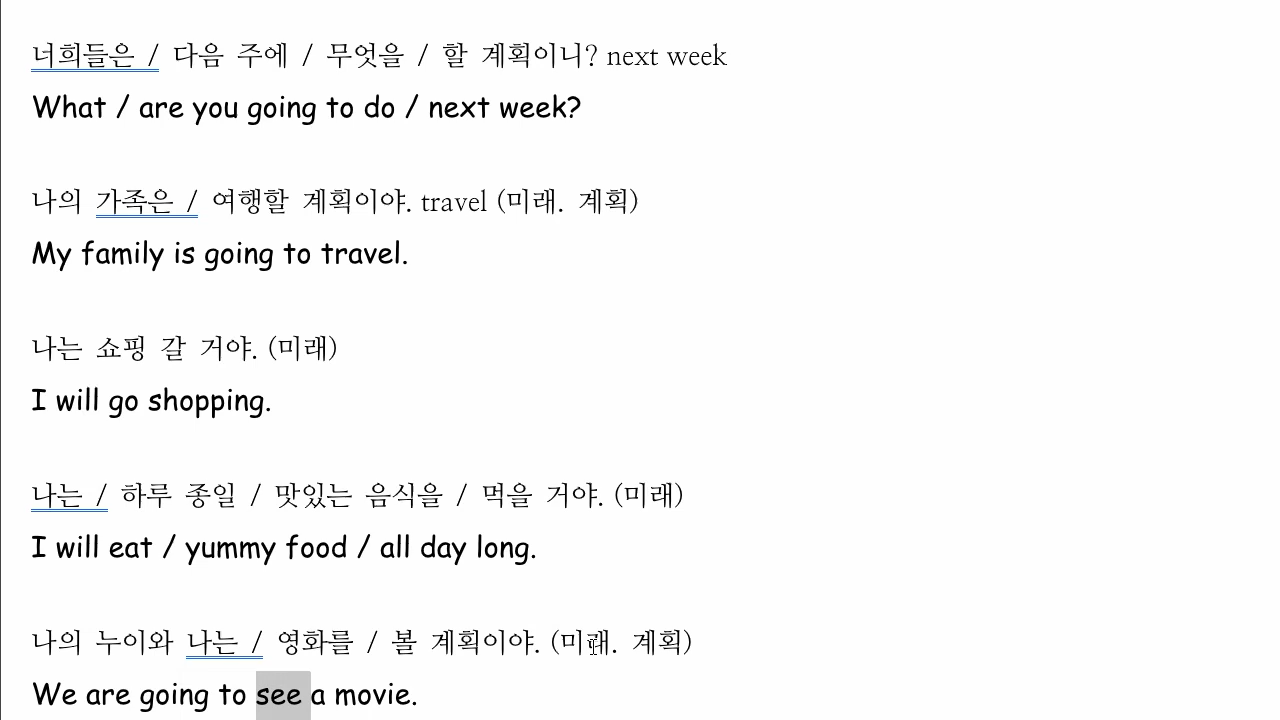 너희들은 / 다음 주에 / 무엇을 / 할 계획이니? next week
What / are you going to do / next week?
나의 가족은 / 여행할 계획이야. travel (미래. 계획)
My family is going to travel.
나는 쇼핑 갈 거야. (미래)
I will go shopping.
나는 / 하루 종일 / 맛있는 음식을 / 먹을 거야. (미래)
I will eat / yummy food / all day long.
나의 누이와 나는 / 영화를 / 볼 계획이야. (미래. 계획)
We are going to see a movie.